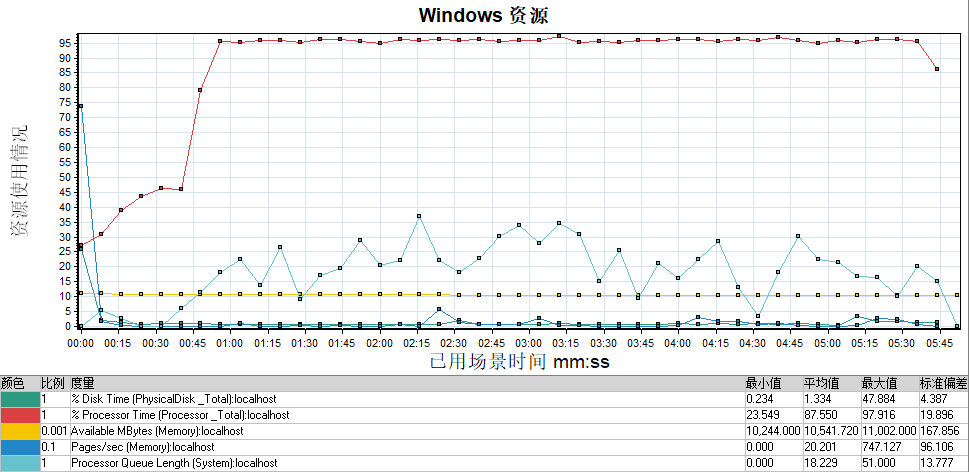 Windows 资源
资源使用情况
95
90
85
80
75
70
65
60
55
50
45
40
35
30
25
20
15
10
5
0
00:00 00:15 00:30 00:45 01:00 01:15 01:30 01:45 02:00 02:15 02:30 02:45 03:00 03:15 03:30 03:45 04:00 04:15 04:30 04:45 05:00 05:15 05:30 05:45
已用场景时间 mm:ss
颜色 比例 度量 最小值 平均值 最大值 标准偏差
1 % Disk Time (PhysicalDisk _Total):localhost 0.234 1.334 47.884 4.387
1 % Processor Time (Processor _Total):localhost 23.549 87.550 97.916 19.896
0.001 Available MBytes (Memory):localhost 10,244.000 10,541.720 11,002.000 167.856
0.1 Pages/sec (Memory):localhost 0.000 20.201 747.127 96.106
1 Processor Queue Length (System):localhost 0.000 18.229 51.000 13.777